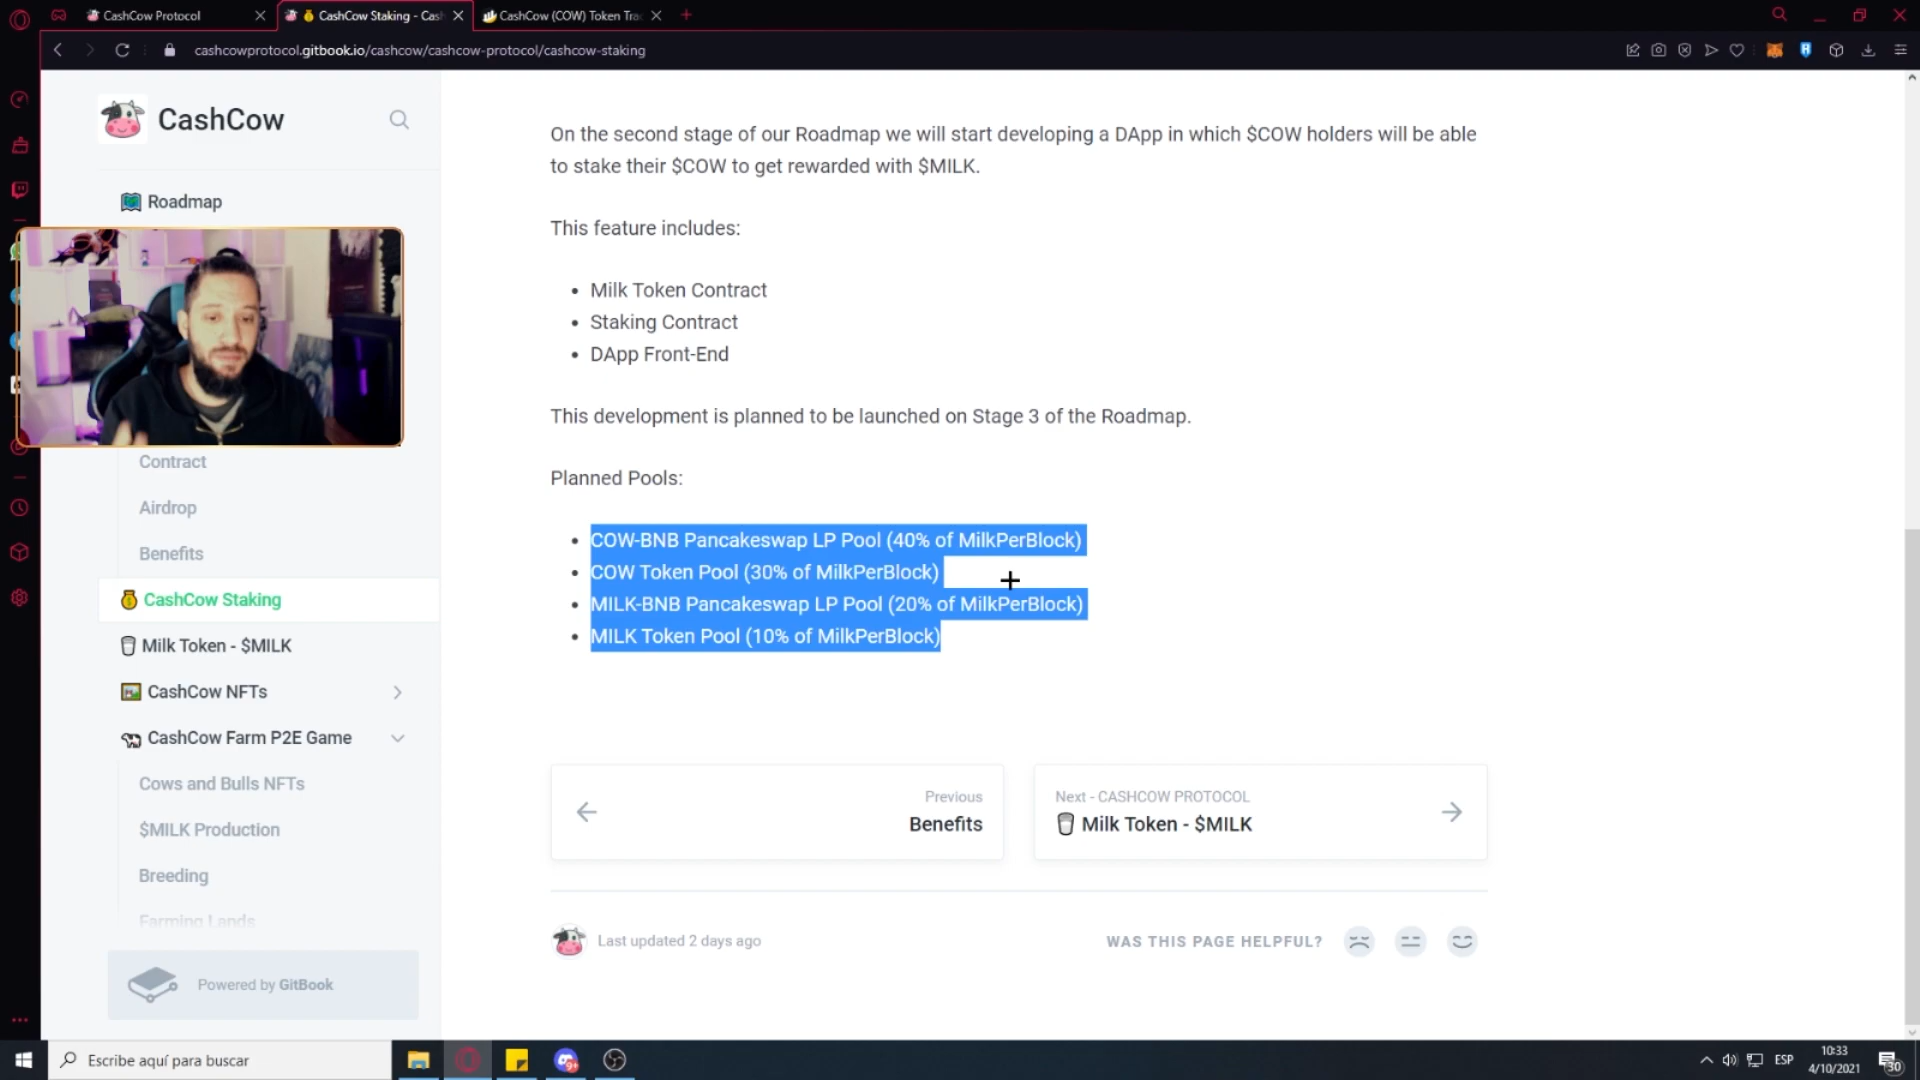 CashCow Protocol
CashCow Staking - Cas
CashCow (COW) Token Tra
cashcowprotocol.gitbook.io/cashcow/cashcow-protocol/cashcow-staking
CashCow
Roadmap
Contract
Airdrop
Benefits
CashCow Staking
Milk Token - $MILK
CashCow NFTs
CashCow Farm P2E Game
Cows and Bulls NFTs
$MILK Production
Breeding
Farming Lands
Powered by GitBook
On the second stage of our Roadmap we will start developing a DApp in which $COW holders will be able
to stake their $COW to get rewarded with $MILK.
This feature includes:
Milk Token Contract
Staking Contract
DApp Front-End
This development is planned to be launched on Stage 3 of the Roadmap.
Planned Pools:
COW-BNB Pancakeswap LP Pool (40% of MilkPerBlock)
COW Token Pool (30% of MilkPerBlock)
MILK-BNB Pancakeswap LP Pool (20% of MilkPerBlock)
MILK Token Pool (10% of MilkPerBlock)
Previous
Benefits
Next - CASHCOW PROTOCOL
Milk Token - $MILK
Last updated 2 days ago
WAS THIS PAGE HELPFUL?
Escribe aquí para buscar
ESP
10:33
4/10/2021
30